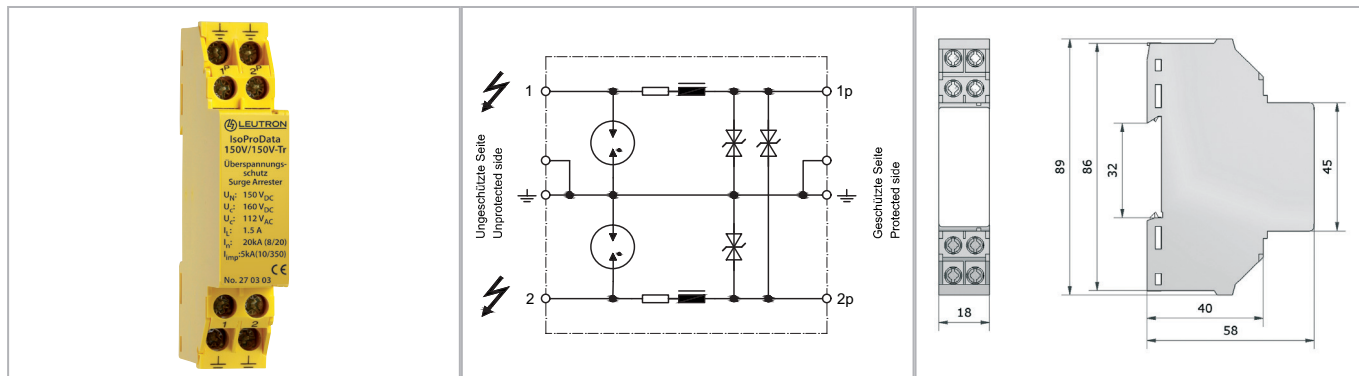 1P 2P
LEUTRON
IsoProData
150V/150V-Tr
Überspannungs-
schutz
Surge Arrester
UN: 150 VDC
Uc: 160 VDC
Uc: 112 VAC
IL: 1.5 A
In: 20kA (8/20)
Iimp:5kA(10/350)
CE
No. 27 03 03
1 2
1
1p
Ungeschützte Seite
Unprotected side
Geschützte Seite
Protected side
2
2p
18
89
86
32
45
40
58